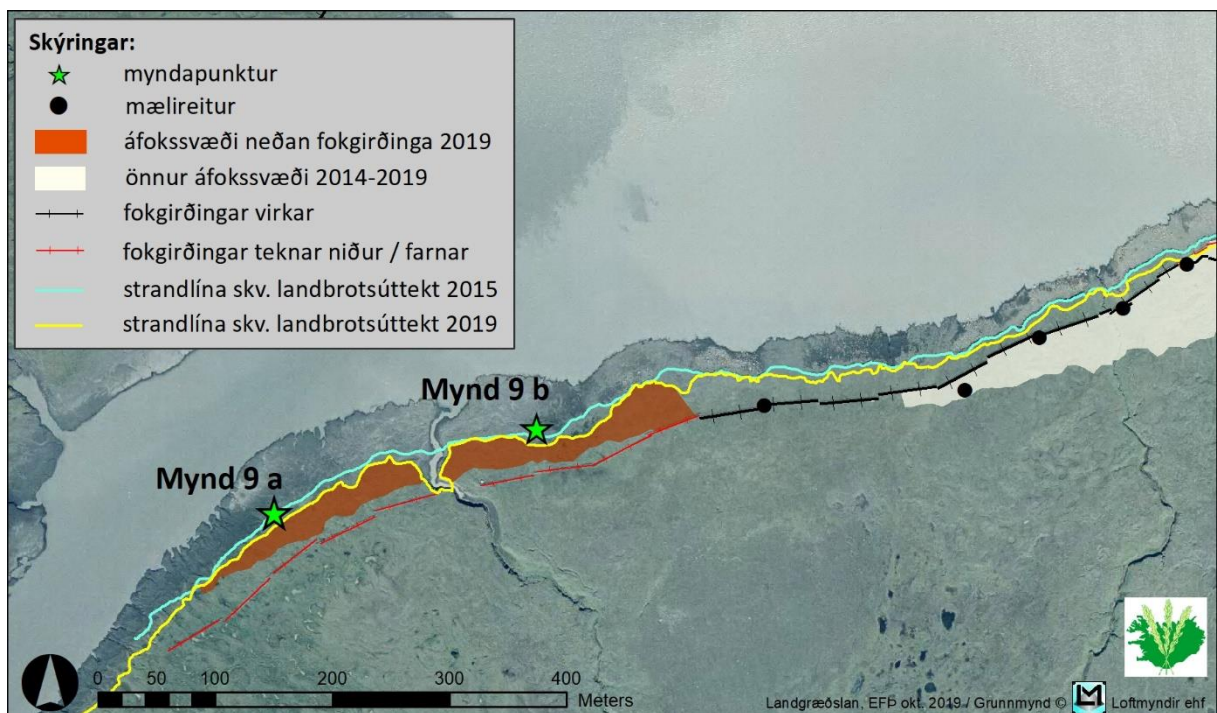 Skýringar:
myndapunktur
mælireitur
áfokssvæði neðan fokgirðinga 2019
önnur áfokssvæði 2014-2019
fokgirðingar virkar
fokgirðingar teknar niður / farnar
strandlína skv. landbrotsúttekt 2015
strandlína skv. landbrotsúttekt 2019
Mynd 9 b
Mynd 9 a
0 50 100 200 300 400
Meters
Landgræðslan, EFÞ okt. 2019 / Grunnmynd © Loftmyndir ehf